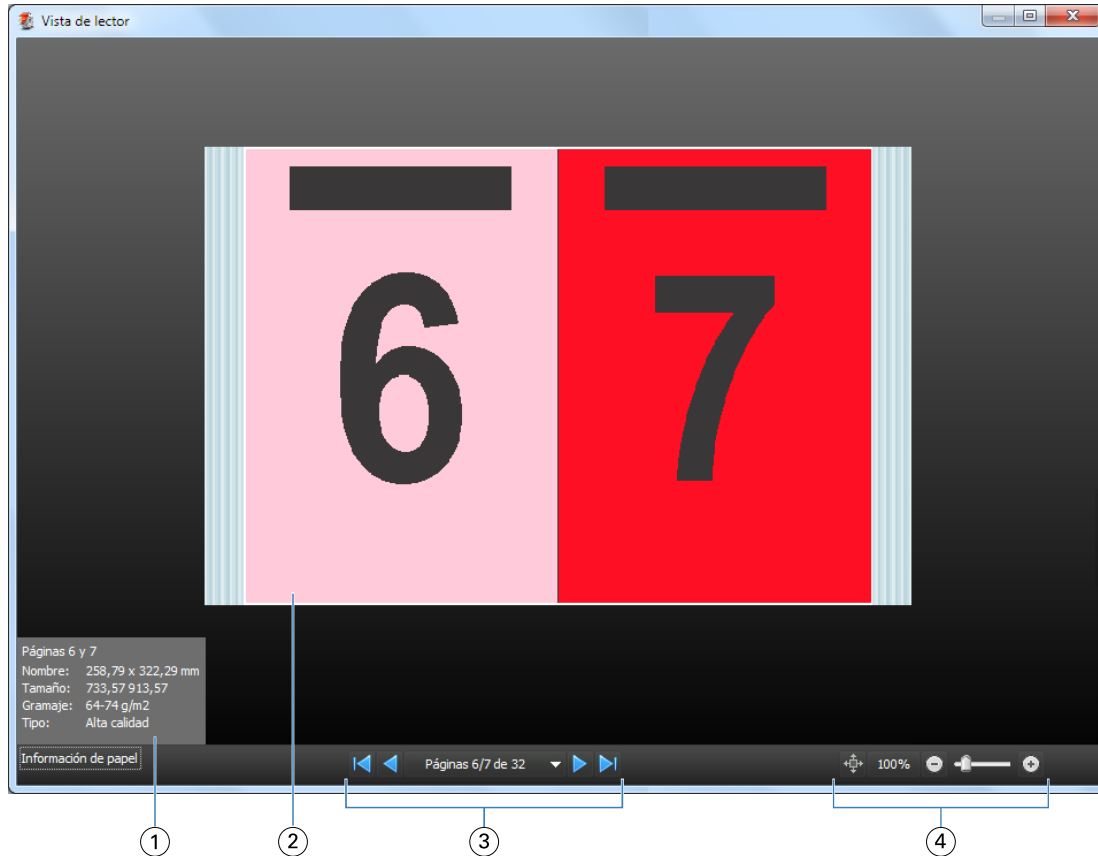 Vista de lector
6 7
Páginas 6 y 7
Nombre: 258,79 x 322,29 mm
Tamaño: 733,57 913,57
Gramaje: 64-74 g/m2
Tipo: Alta calidad
Información de papel
Páginas 6/7 de 32
100%
1 2 3 4